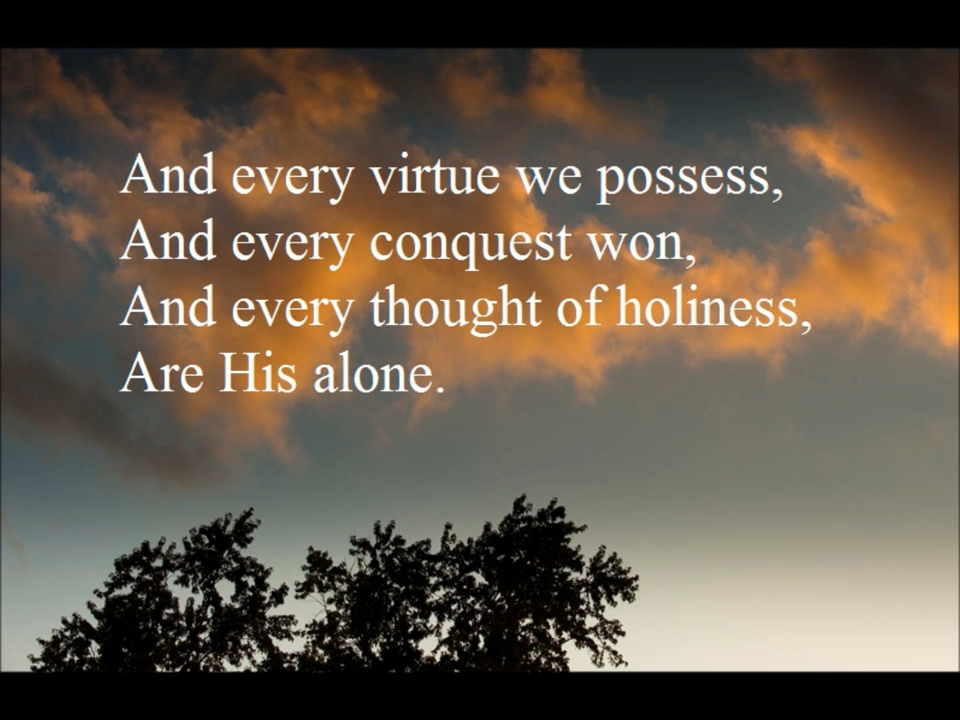 And every virtue we possess,
And every conquest won,
And every thought of holiness,
Are His alone.